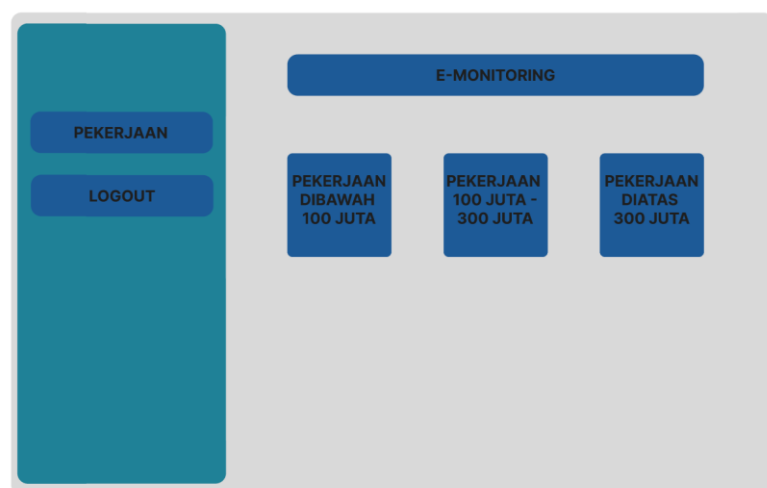 E-MONITORING
PEKERJAAN
LOGOUT
PEKERJAAN
DIBAWAH
100 JUTA
PEKERJAAN
100 JUTA -
300 JUTA
PEKERJAAN
DIATAS
300 JUTA